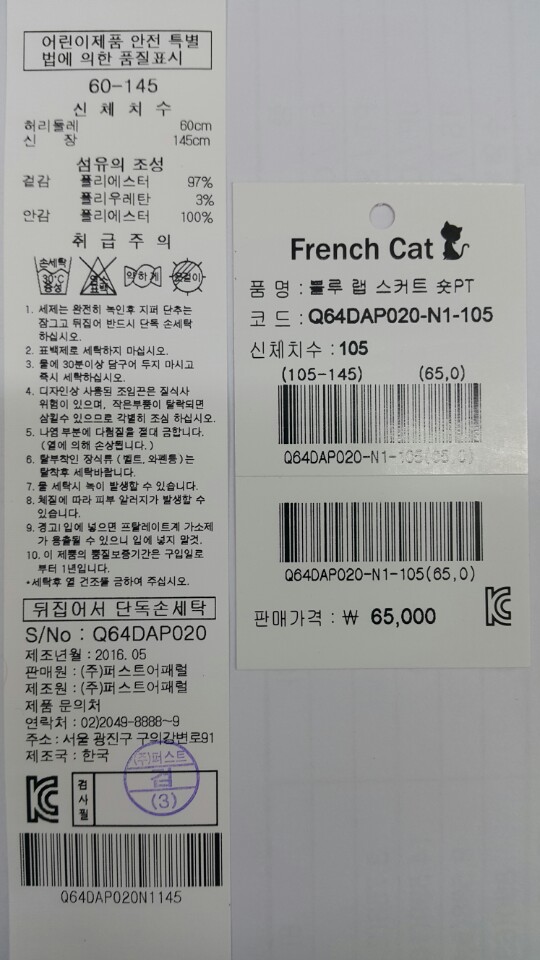 어린이제품 안전 특별
법에 의한 품질표시
60-145
신 체 치 수
허리둘레 60cm
신 장 145cm
섬유의 조성
겉감 폴리에스터 97%
폴리우레탄 3%
안감 폴리에스터 100%
취 급 주 의
손세탁 30°C 중성 염소 표백 약하게 옷걸이
1. 세제는 완전히 녹인후 지퍼 단추는
잠그고 뒤집어 반드시 단독 손세탁
하십시오.
2. 표백제로 세탁하지 마십시오.
3. 물에 30분이상 담구어 두지 마시고
즉시 세탁하십시오.
4. 디자인상 사용된 조임끈은 질식사
위험이 있으며, 작은부품이 탈락되면
삼킬수 있으므로 각별히 조심 하십시오.
5. 나염 부분에 다림질을 절대 금합니다.
(열에 의해 손상됩니다.)
6. 탈부착인 장식류(벨트, 와펜등)는
탈착후 세탁바랍니다.
7. 물 세탁시 녹이 발생할 수 있습니다.
8. 체질에 따라 피부 알러지가 발생할 수
있습니다.
9. 경고! 입에 넣으면 프탈레이트계 가소제
가 용출될 수 있으니 입에 넣지 말것.
10. 이 제품의 품질보증기간은 구입일로
부터 1년입니다.
*세탁후 열 건조를 금하여 주십시오.
뒤집어서 단독손세탁
S/No : Q64DAP020
제조년월 : 2016. 05
판매원 : (주)퍼스트어패럴
제조원 : (주)퍼스트어패럴
제품 문의처
연락처 : 02)2049-8888~9
주소 : 서울 광진구 구의강변로91
제조국 : 한국
(주)퍼스트
검
(3)
검사필
Q64DAP020N1145
French Cat
품 명 : 블루 랩 스커트 숏PT
코 드 : Q64DAP020-N1-105
신체치수 : 105
(105-145) (65,0)
Q64DAP020-N1-105(65,0)
Q64DAP020-N1-105(65,0)
판매가격 : ₩ 65,000